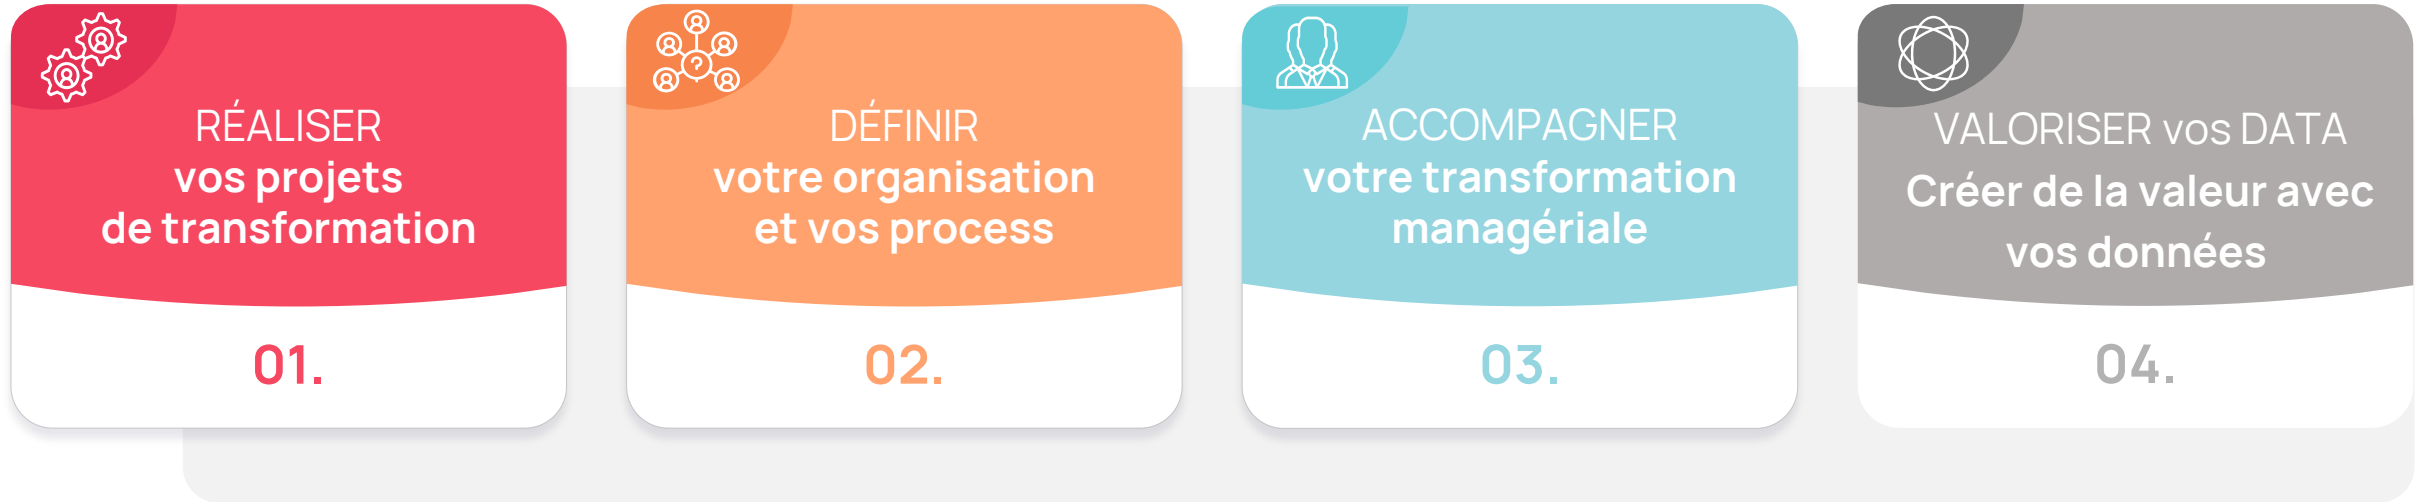 RÉALISER
vos projets
de transformation
01.
DÉFINIR
votre organisation
et vos process
02.
ACCOMPAGNER
votre transformation
managériale
03.
VALORISER vos DATA
Créer de la valeur avec
vos données
04.